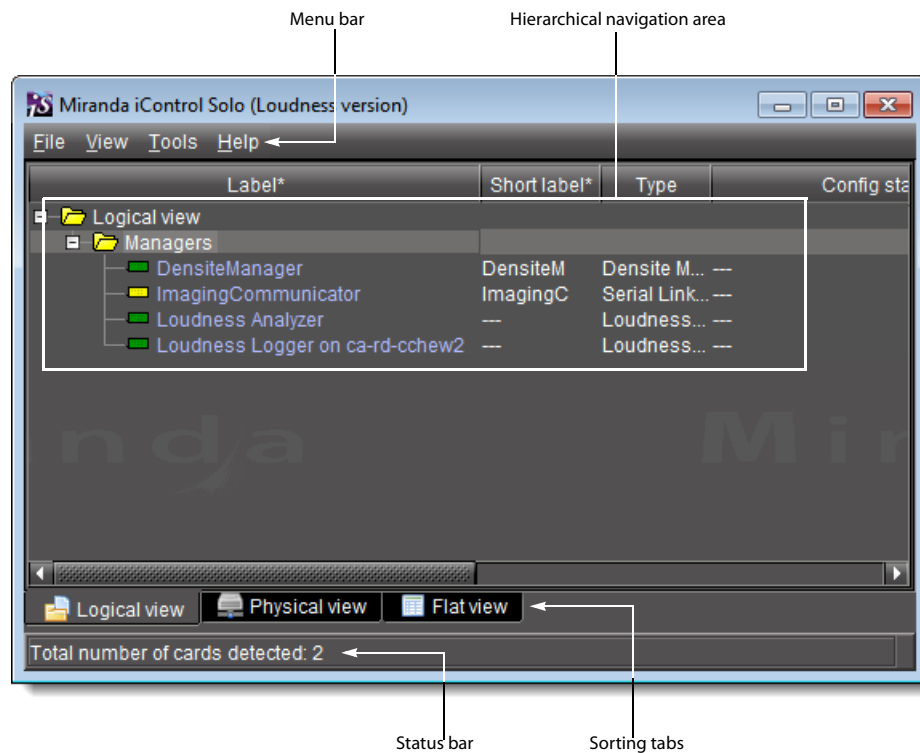 Menu bar Hierarchical navigation area
Miranda iControl Solo (Loudness version)
File View Tools Help
Label* Short label* Type Config sta
Logical view
Managers
DensiteManager DensiteM Densite M... ---
ImagingCommunicator ImagingC Serial Link... ---
Loudness Analyzer --- Loudness... ---
Loudness Logger on ca-rd-cchew2 --- Loudness... ---
anda Mir
Logical view Physical view Flat view
Total number of cards detected: 2
Status bar Sorting tabs